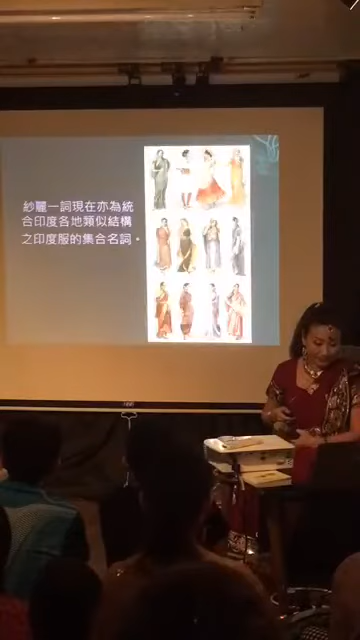 紗麗一詞現在亦為統
合印度各地類似結構
之印度服的集合名詞。